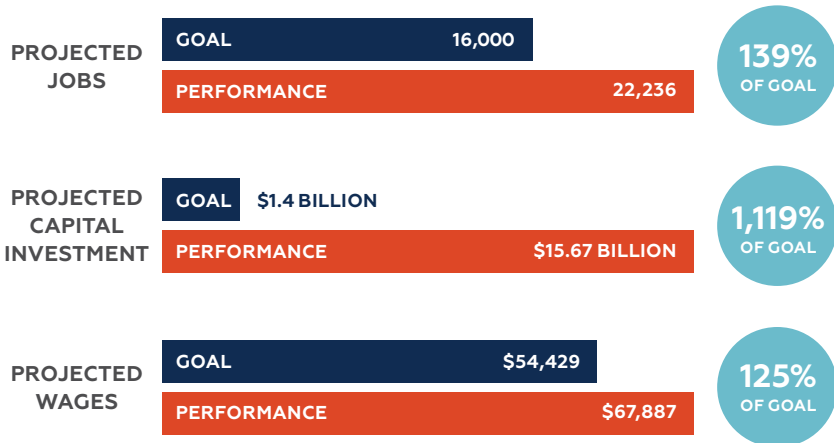 PROJECTED
JOBS
GOAL 16,000
PERFORMANCE 22,236
139%
OF GOAL
PROJECTED
CAPITAL
INVESTMENT
GOAL $1.4 BILLION
PERFORMANCE $15.67 BILLION
1,119%
OF GOAL
PROJECTED
WAGES
GOAL $54,429
PERFORMANCE $67,887
125%
OF GOAL